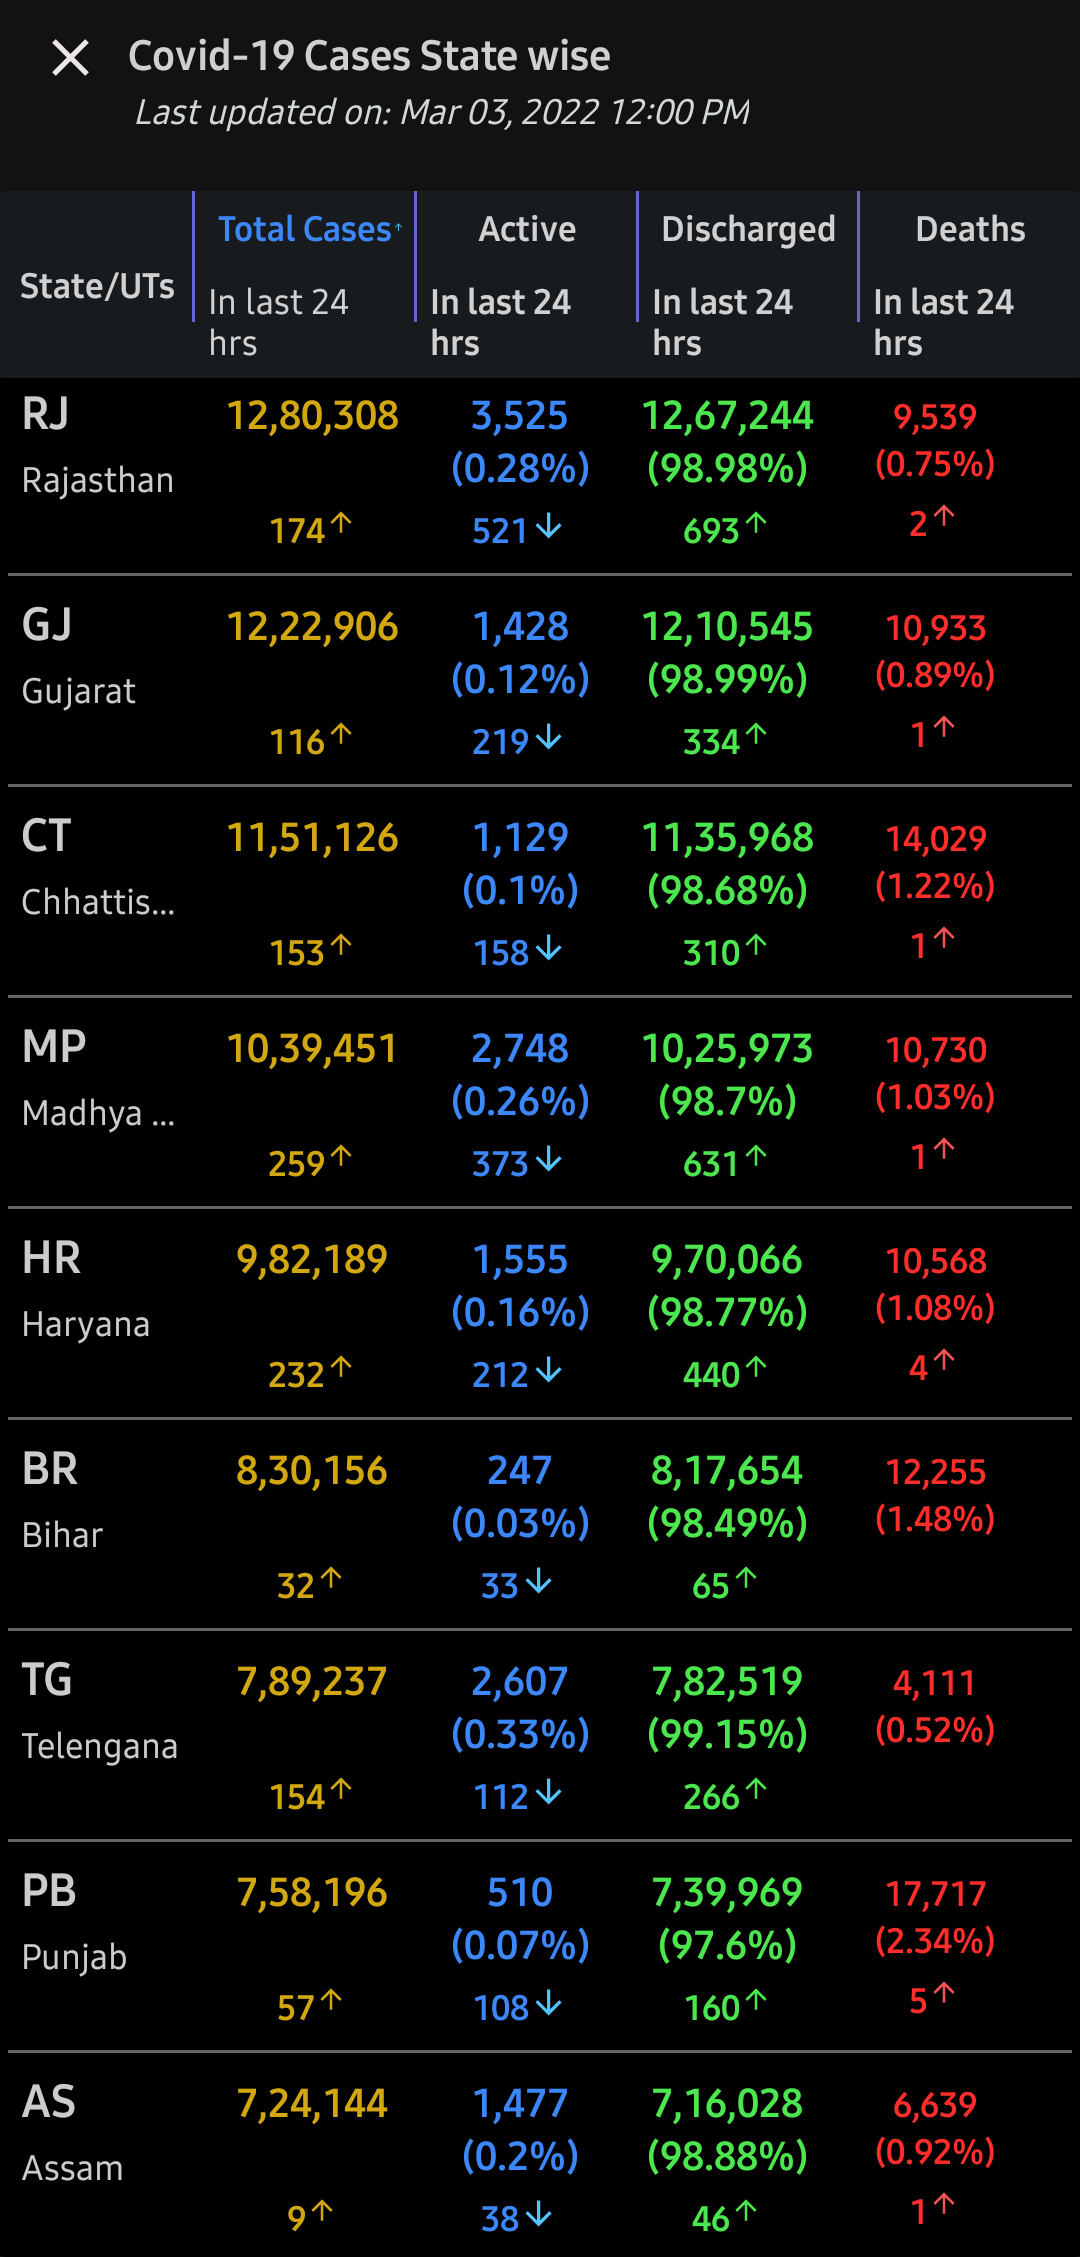 Covid-19 Cases State wise
Last updated on: Mar 03, 2022 12:00 PM
State/UTs
Total Cases↑
In last 24
hrs
Active
In last 24
hrs
Discharged
In last 24
hrs
Deaths
In last 24
hrs
RJ 12,80,308 3,525 12,67,244 9,539
Rajasthan (0.28%) (98.98%) (0.75%)
174↑ 521↓ 693↑ 2↑
GJ 12,22,906 1,428 12,10,545 10,933
Gujarat (0.12%) (98.99%) (0.89%)
116↑ 219↓ 334↑ 1↑
CT 11,51,126 1,129 11,35,968 14,029
Chhattis... (0.1%) (98.68%) (1.22%)
153↑ 158↓ 310↑ 1↑
MP 10,39,451 2,748 10,25,973 10,730
Madhya ... (0.26%) (98.7%) (1.03%)
259↑ 373↓ 631↑ 1↑
HR 9,82,189 1,555 9,70,066 10,568
Haryana (0.16%) (98.77%) (1.08%)
232↑ 212↓ 440↑ 4↑
BR 8,30,156 247 8,17,654 12,255
Bihar (0.03%) (98.49%) (1.48%)
32↑ 33↓ 65↑
TG 7,89,237 2,607 7,82,519 4,111
Telengana (0.33%) (99.15%) (0.52%)
154↑ 112↓ 266↑
PB 7,58,196 510 7,39,969 17,717
Punjab (0.07%) (97.6%) (2.34%)
57↑ 108↓ 160↑ 5↑
AS 7,24,144 1,477 7,16,028 6,639
Assam (0.2%) (98.88%) (0.92%)
9↑ 38↓ 46↑ 1↑